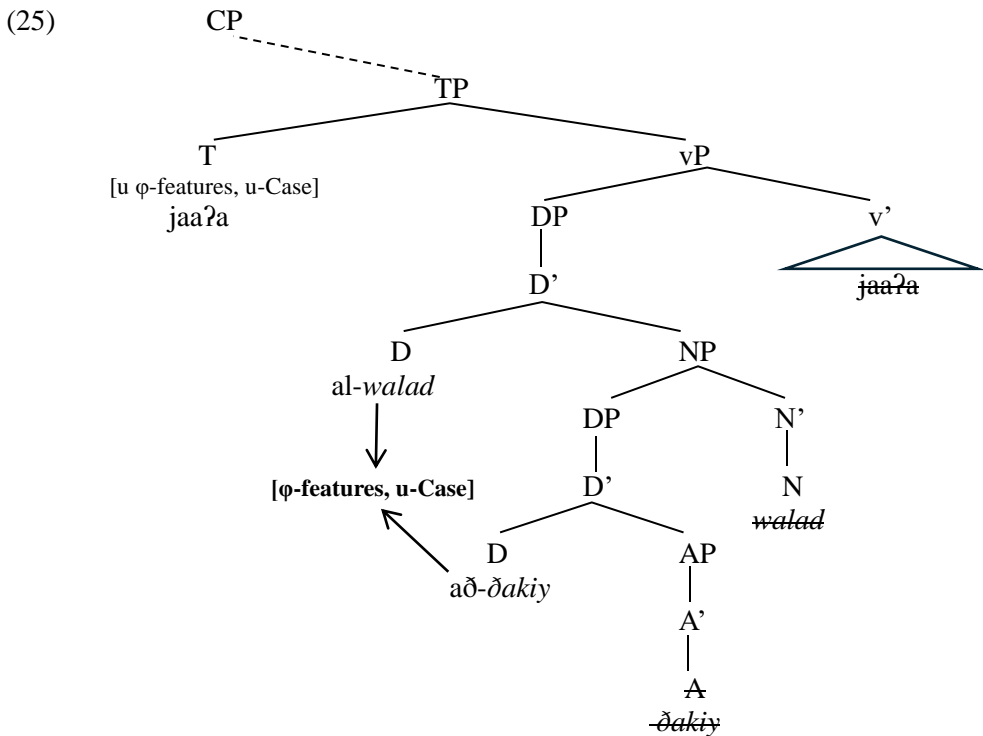 (25) CP
TP
T vP
[u φ-features, u-Case]
jaaʔa DP v’
D’ jaaʔa
D NP
al-walad
DP N’
[φ-features, u-Case] D’ N
walad
D AP
að-ðakiy
A’
A
ðakiy